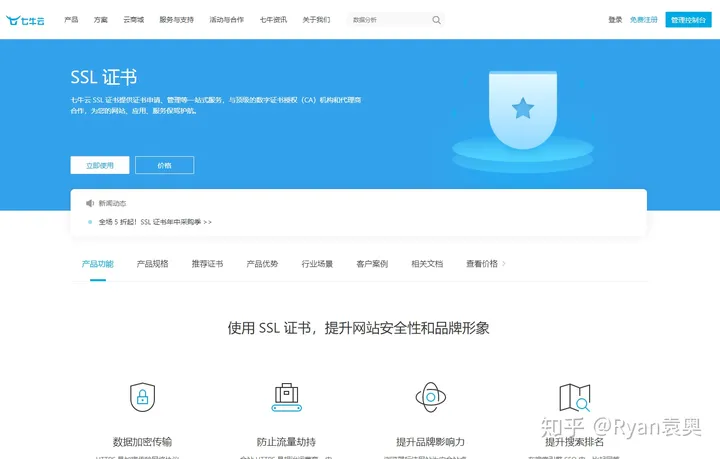 七牛云 产品 方案 云商城 服务与支持 活动与合作 七牛资讯 关于我们 数据分析 登录 免费注册 管理控制台
SSL 证书
七牛云 SSL 证书提供证书申请、管理等一站式服务，与顶级的数字证书授权（CA）机构和代理商
合作，为您的网站、应用、服务保驾护航。
立即使用 价格
新闻动态
全场 5 折起！SSL 证书年中采购季 >>
产品功能 产品规格 推荐证书 产品优势 行业场景 客户案例 相关文档 查看价格 >
使用 SSL 证书，提升网站安全性和品牌形象
数据加密传输 防止流量劫持 提升品牌影响力 提升搜索排名
知乎 @Ryan袁奥